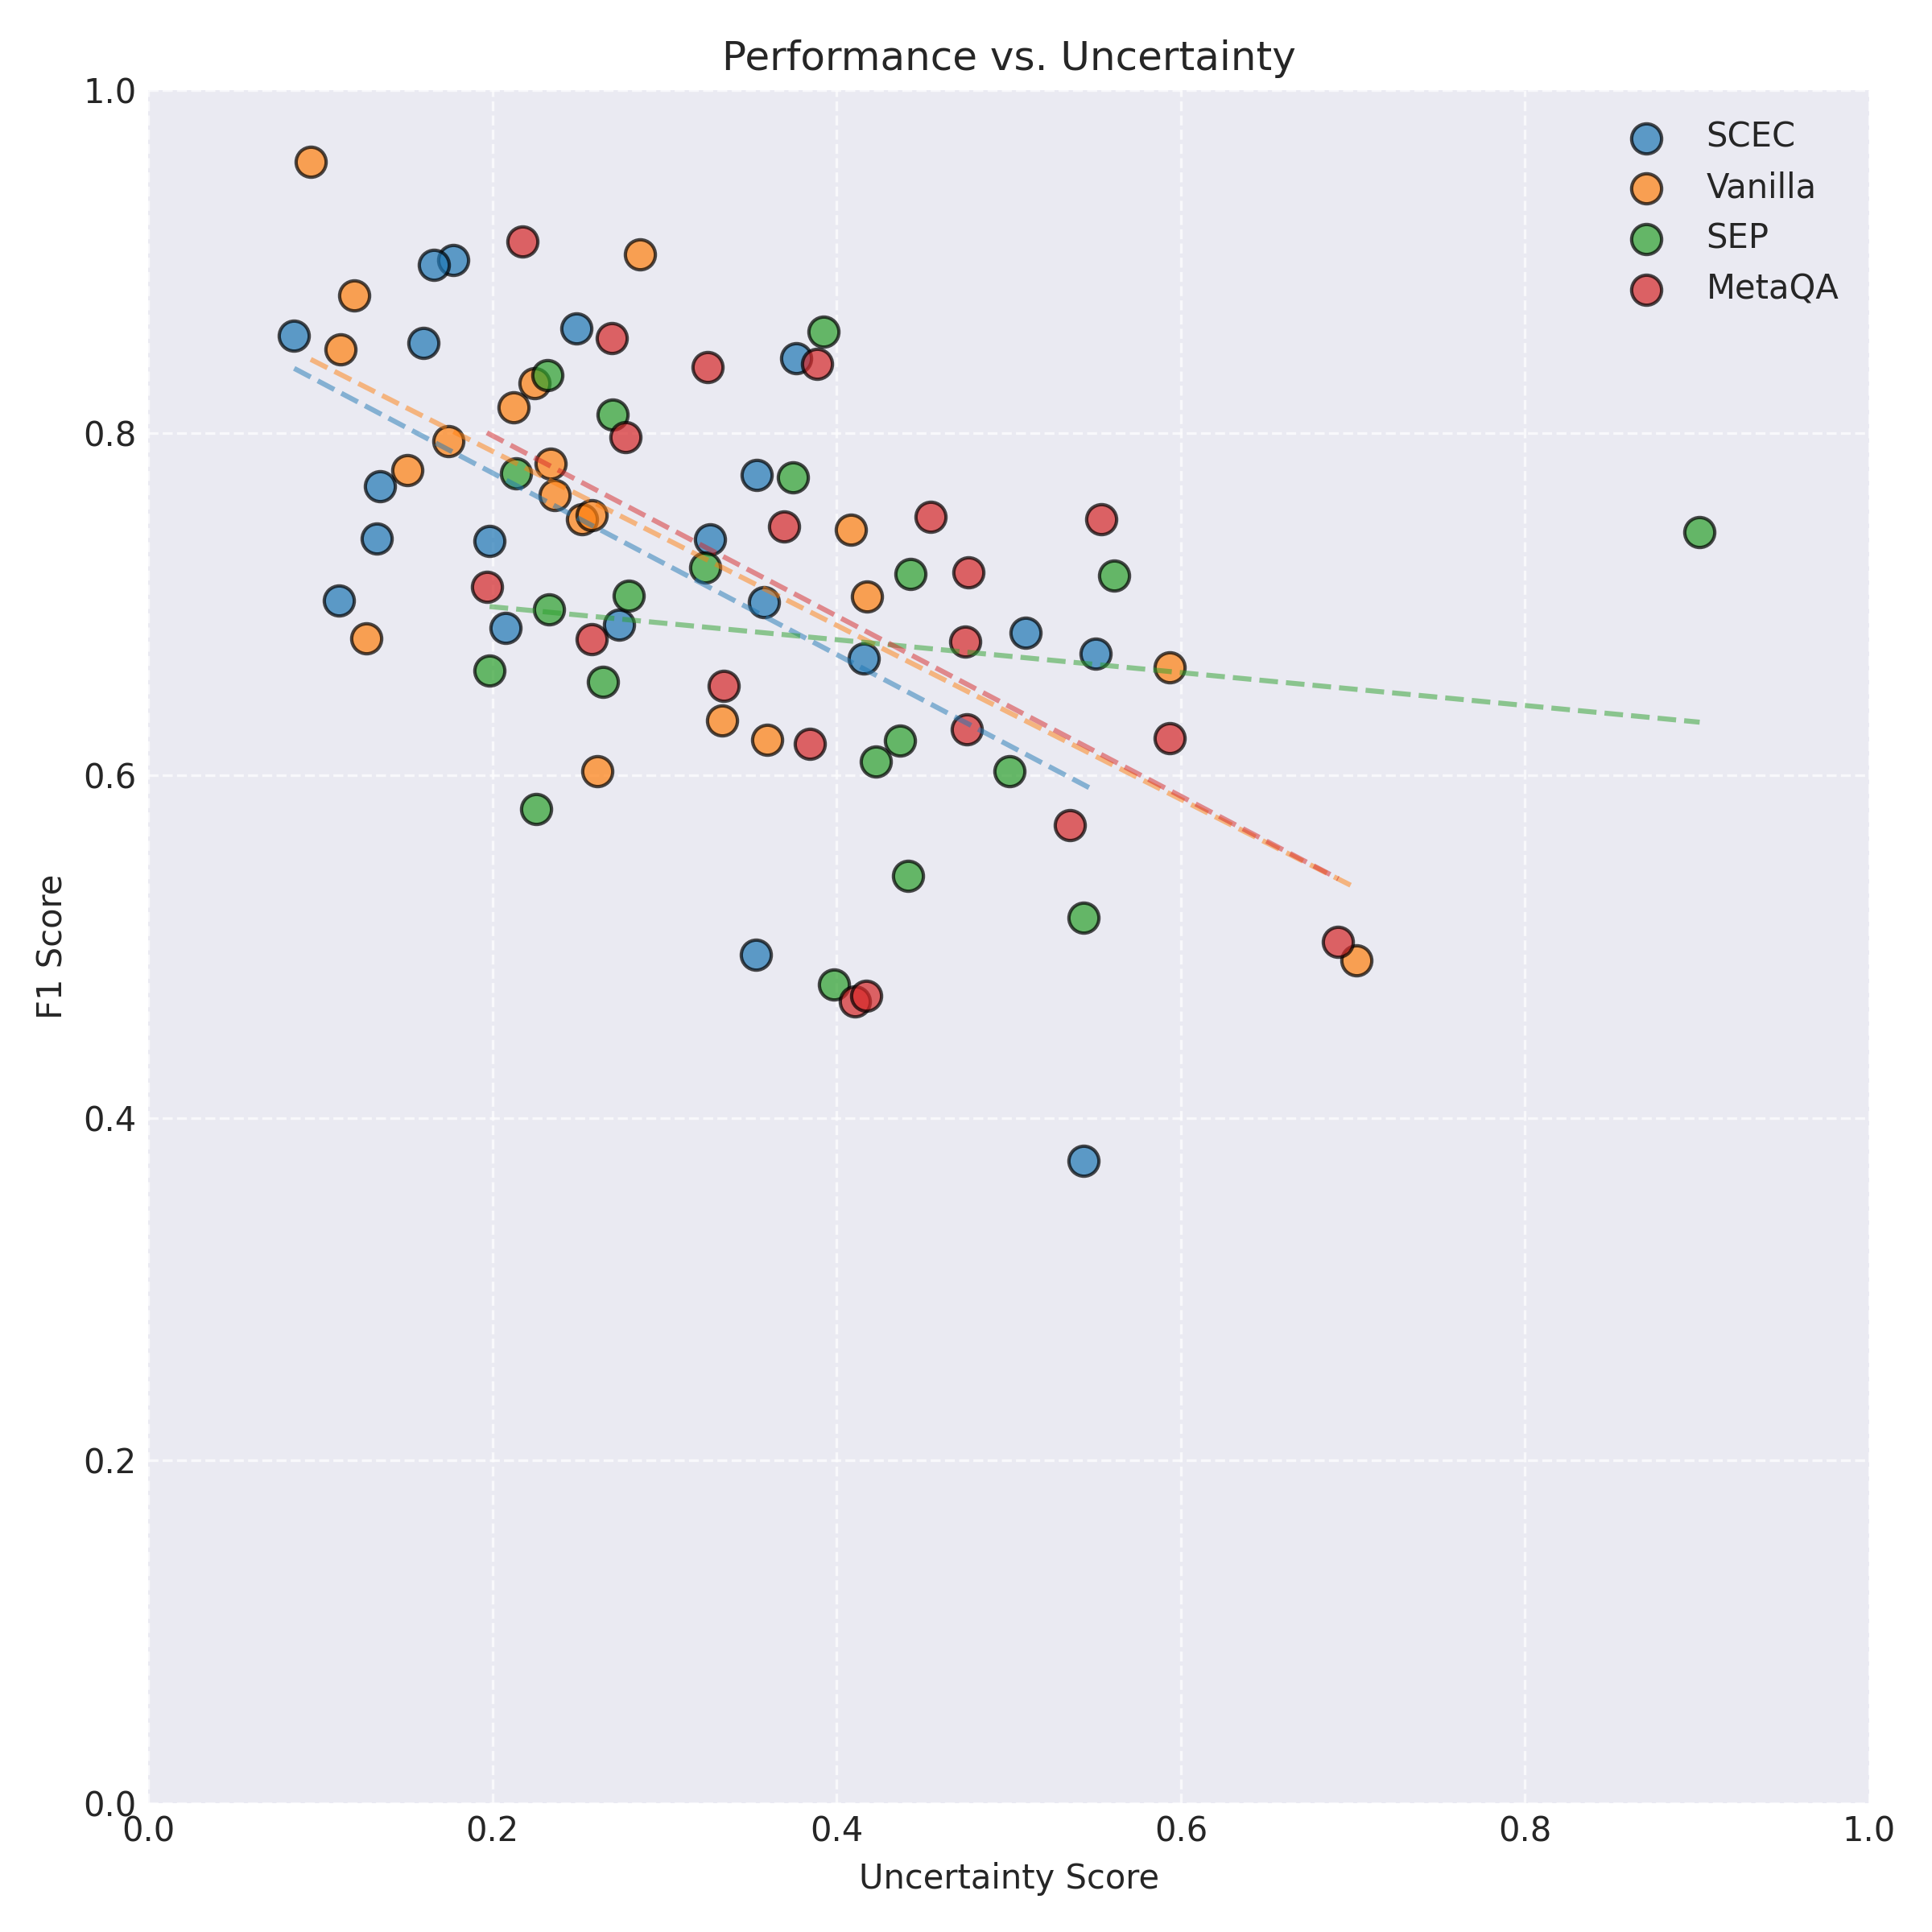 Performance vs. Uncertainty
1.0
0.8
0.6
0.4
0.2
0.0
F1 Score
SCEC
Vanilla
SEP
MetaQA
0.0 0.2 0.4 0.6 0.8 1.0
Uncertainty Score